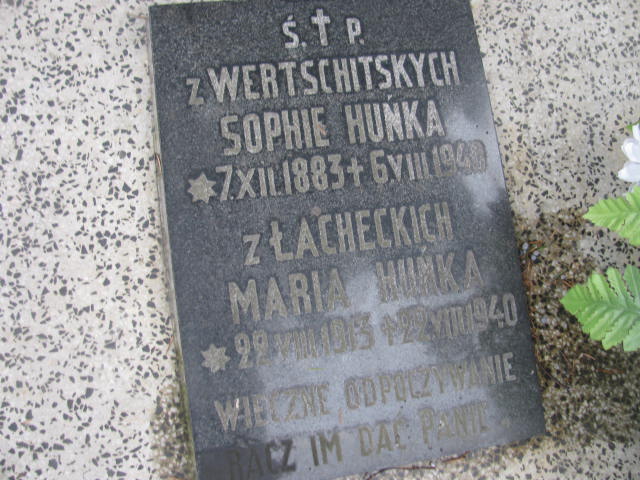 Ś. † P.
z WERTSCHITSKYCH
SOPHIE HUNKA
* 7.XII.1883 + 6.VIII.1940
z ŁACHECKICH
MARIA HUNKA
* 22.VIII.1913 + 22.VIII.1940
WIECZNE ODPOCZYWANIE
RACZ IM DAĆ PANIE.